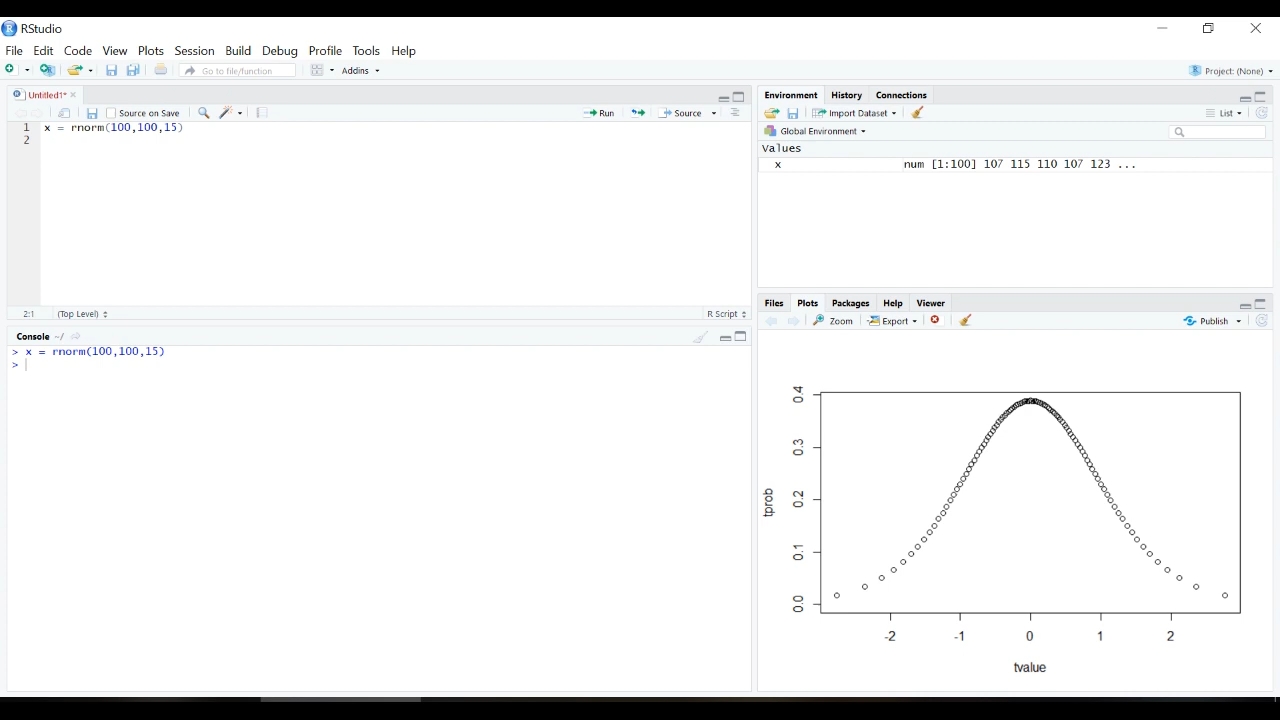 RStudio
File Edit Code View Plots Session Build Debug Profile Tools Help
Go to file/function Addins Project: (None)
Untitled1*
Source on Save Run Source
1 x = rnorm(100,100,15)
2
2:1 (Top Level) R Script
Console ~/
> x = rnorm(100,100,15)
>
Environment History Connections
Import Dataset List
Global Environment
Values
x num [1:100] 107 115 110 107 123 ...
Files Plots Packages Help Viewer
Zoom Export Publish
0.4
0.3
0.2
0.1
0.0
tprob
-2 -1 0 1 2
tvalue